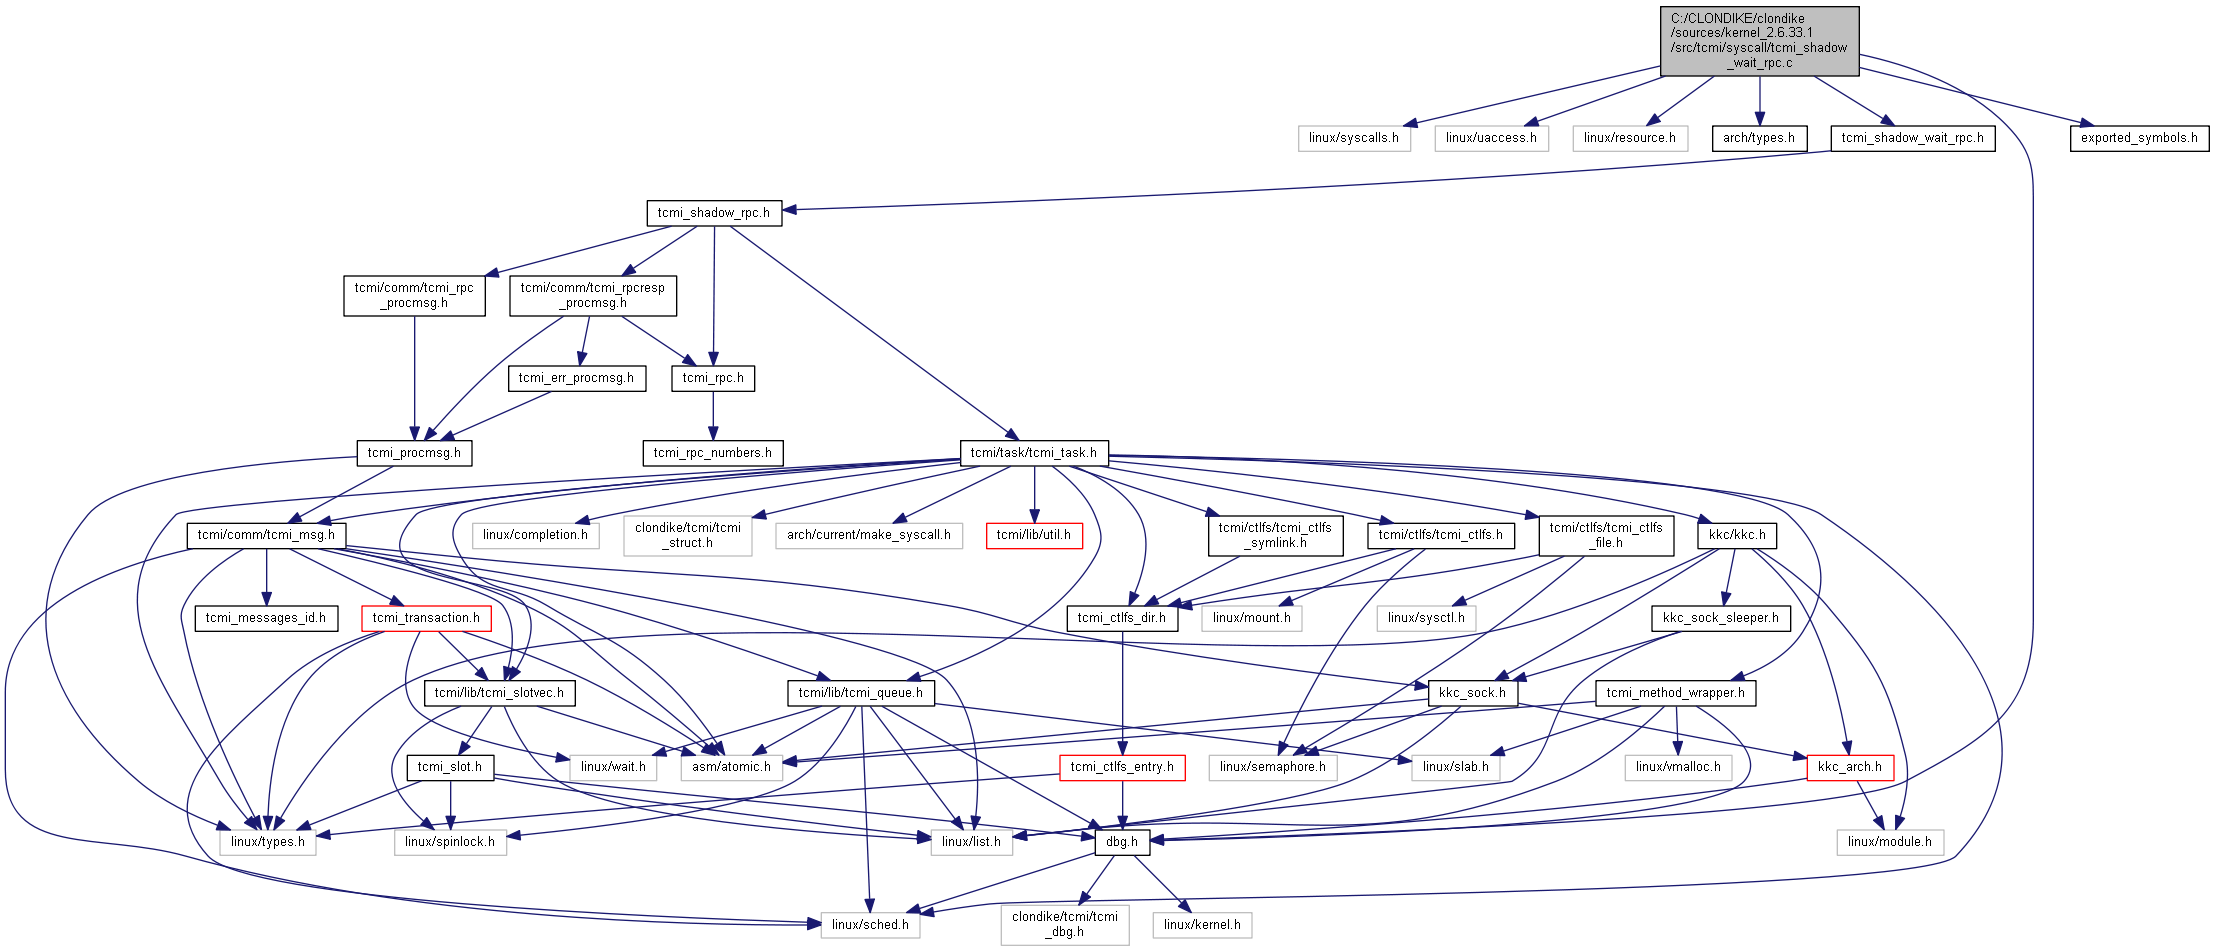 C:/CLONDIKE/clondike
/sources/kernel_2.6.33.1
/src/tcmi/syscall/tcmi_shadow
_wait_rpc.c
linux/syscalls.h
linux/uaccess.h
linux/resource.h
arch/types.h
tcmi_shadow_wait_rpc.h
exported_symbols.h
tcmi_shadow_rpc.h
tcmi/comm/tcmi_rpc
_procmsg.h
tcmi/comm/tcmi_rpcresp
_procmsg.h
tcmi_err_procmsg.h
tcmi_rpc.h
tcmi_procmsg.h
tcmi_rpc_numbers.h
tcmi/task/tcmi_task.h
tcmi/comm/tcmi_msg.h
linux/completion.h
clondike/tcmi/tcmi
_struct.h
arch/current/make_syscall.h
tcmi/lib/util.h
tcmi/ctlfs/tcmi_ctlfs
_symlink.h
tcmi/ctlfs/tcmi_ctlfs.h
tcmi/ctlfs/tcmi_ctlfs
_file.h
kkc/kkc.h
tcmi_messages_id.h
tcmi_transaction.h
tcmi_ctlfs_dir.h
linux/mount.h
linux/sysctl.h
kkc_sock_sleeper.h
tcmi/lib/tcmi_slotvec.h
tcmi/lib/tcmi_queue.h
kkc_sock.h
tcmi_method_wrapper.h
tcmi_slot.h
linux/wait.h
asm/atomic.h
tcmi_ctlfs_entry.h
linux/semaphore.h
linux/slab.h
linux/vmalloc.h
kkc_arch.h
linux/types.h
linux/spinlock.h
linux/list.h
dbg.h
linux/module.h
linux/sched.h
clondike/tcmi/tcmi
_dbg.h
linux/kernel.h